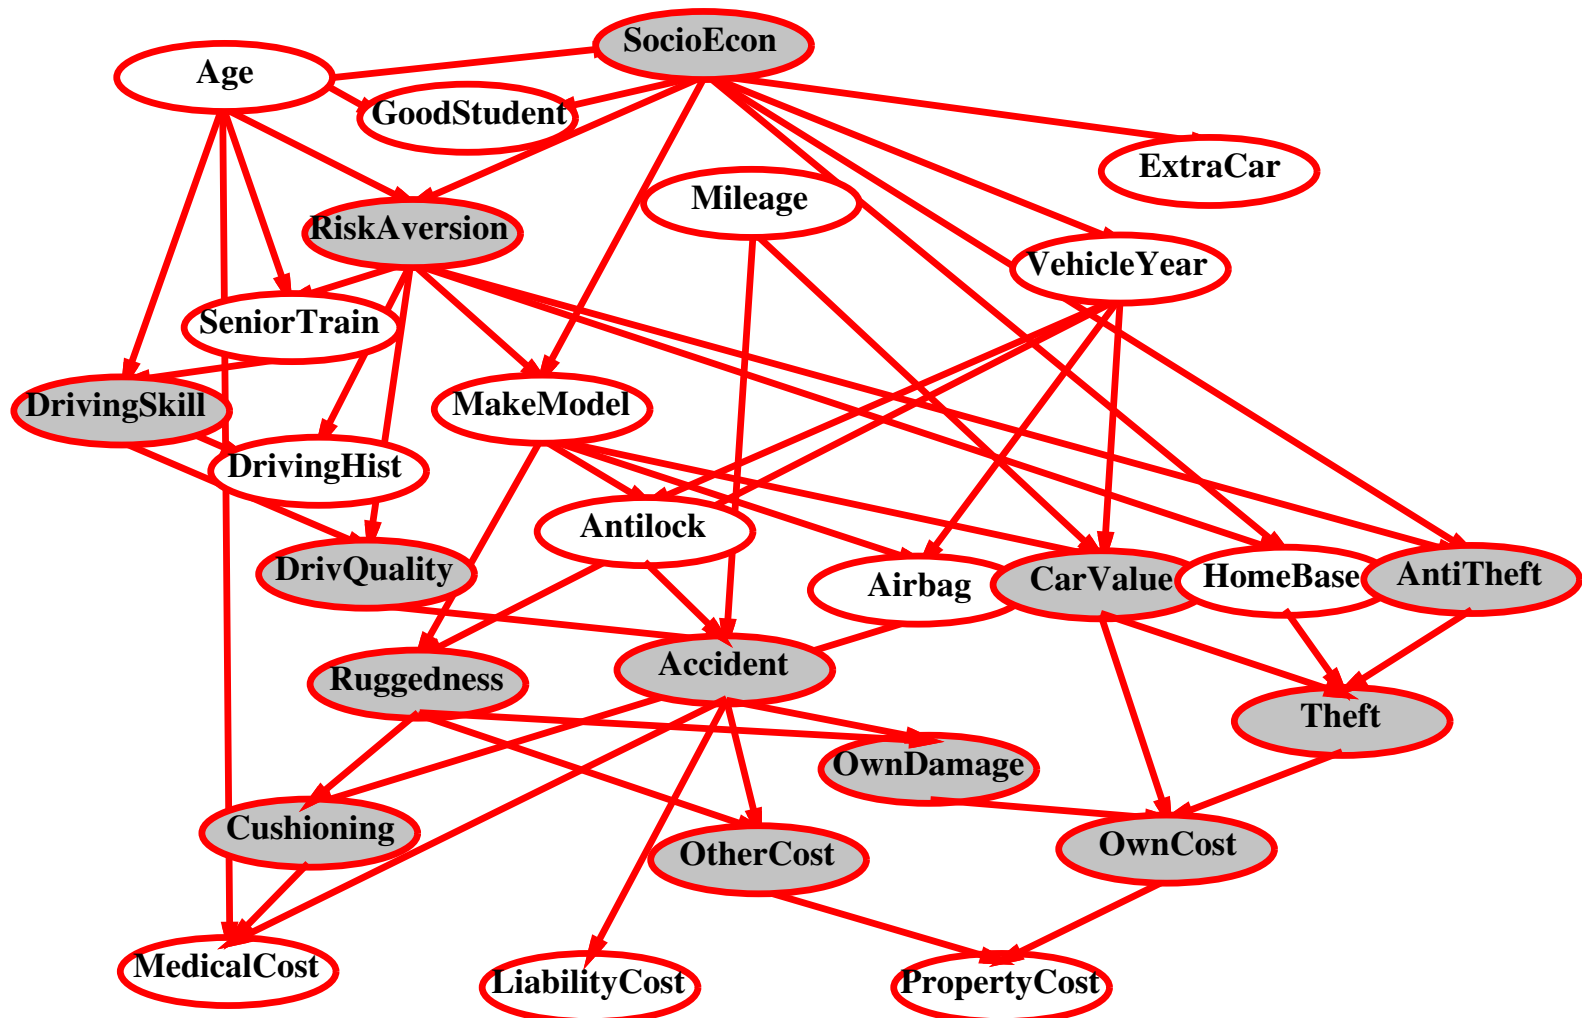 SocioEcon
Age
GoodStudent
ExtraCar
Mileage
RiskAversion
VehicleYear
SeniorTrain
DrivingSkill
MakeModel
DrivingHist
Antilock
DrivQuality
Airbag
CarValue
HomeBase
AntiTheft
Ruggedness
Accident
Theft
OwnDamage
Cushioning
OtherCost
OwnCost
MedicalCost
LiabilityCost
PropertyCost